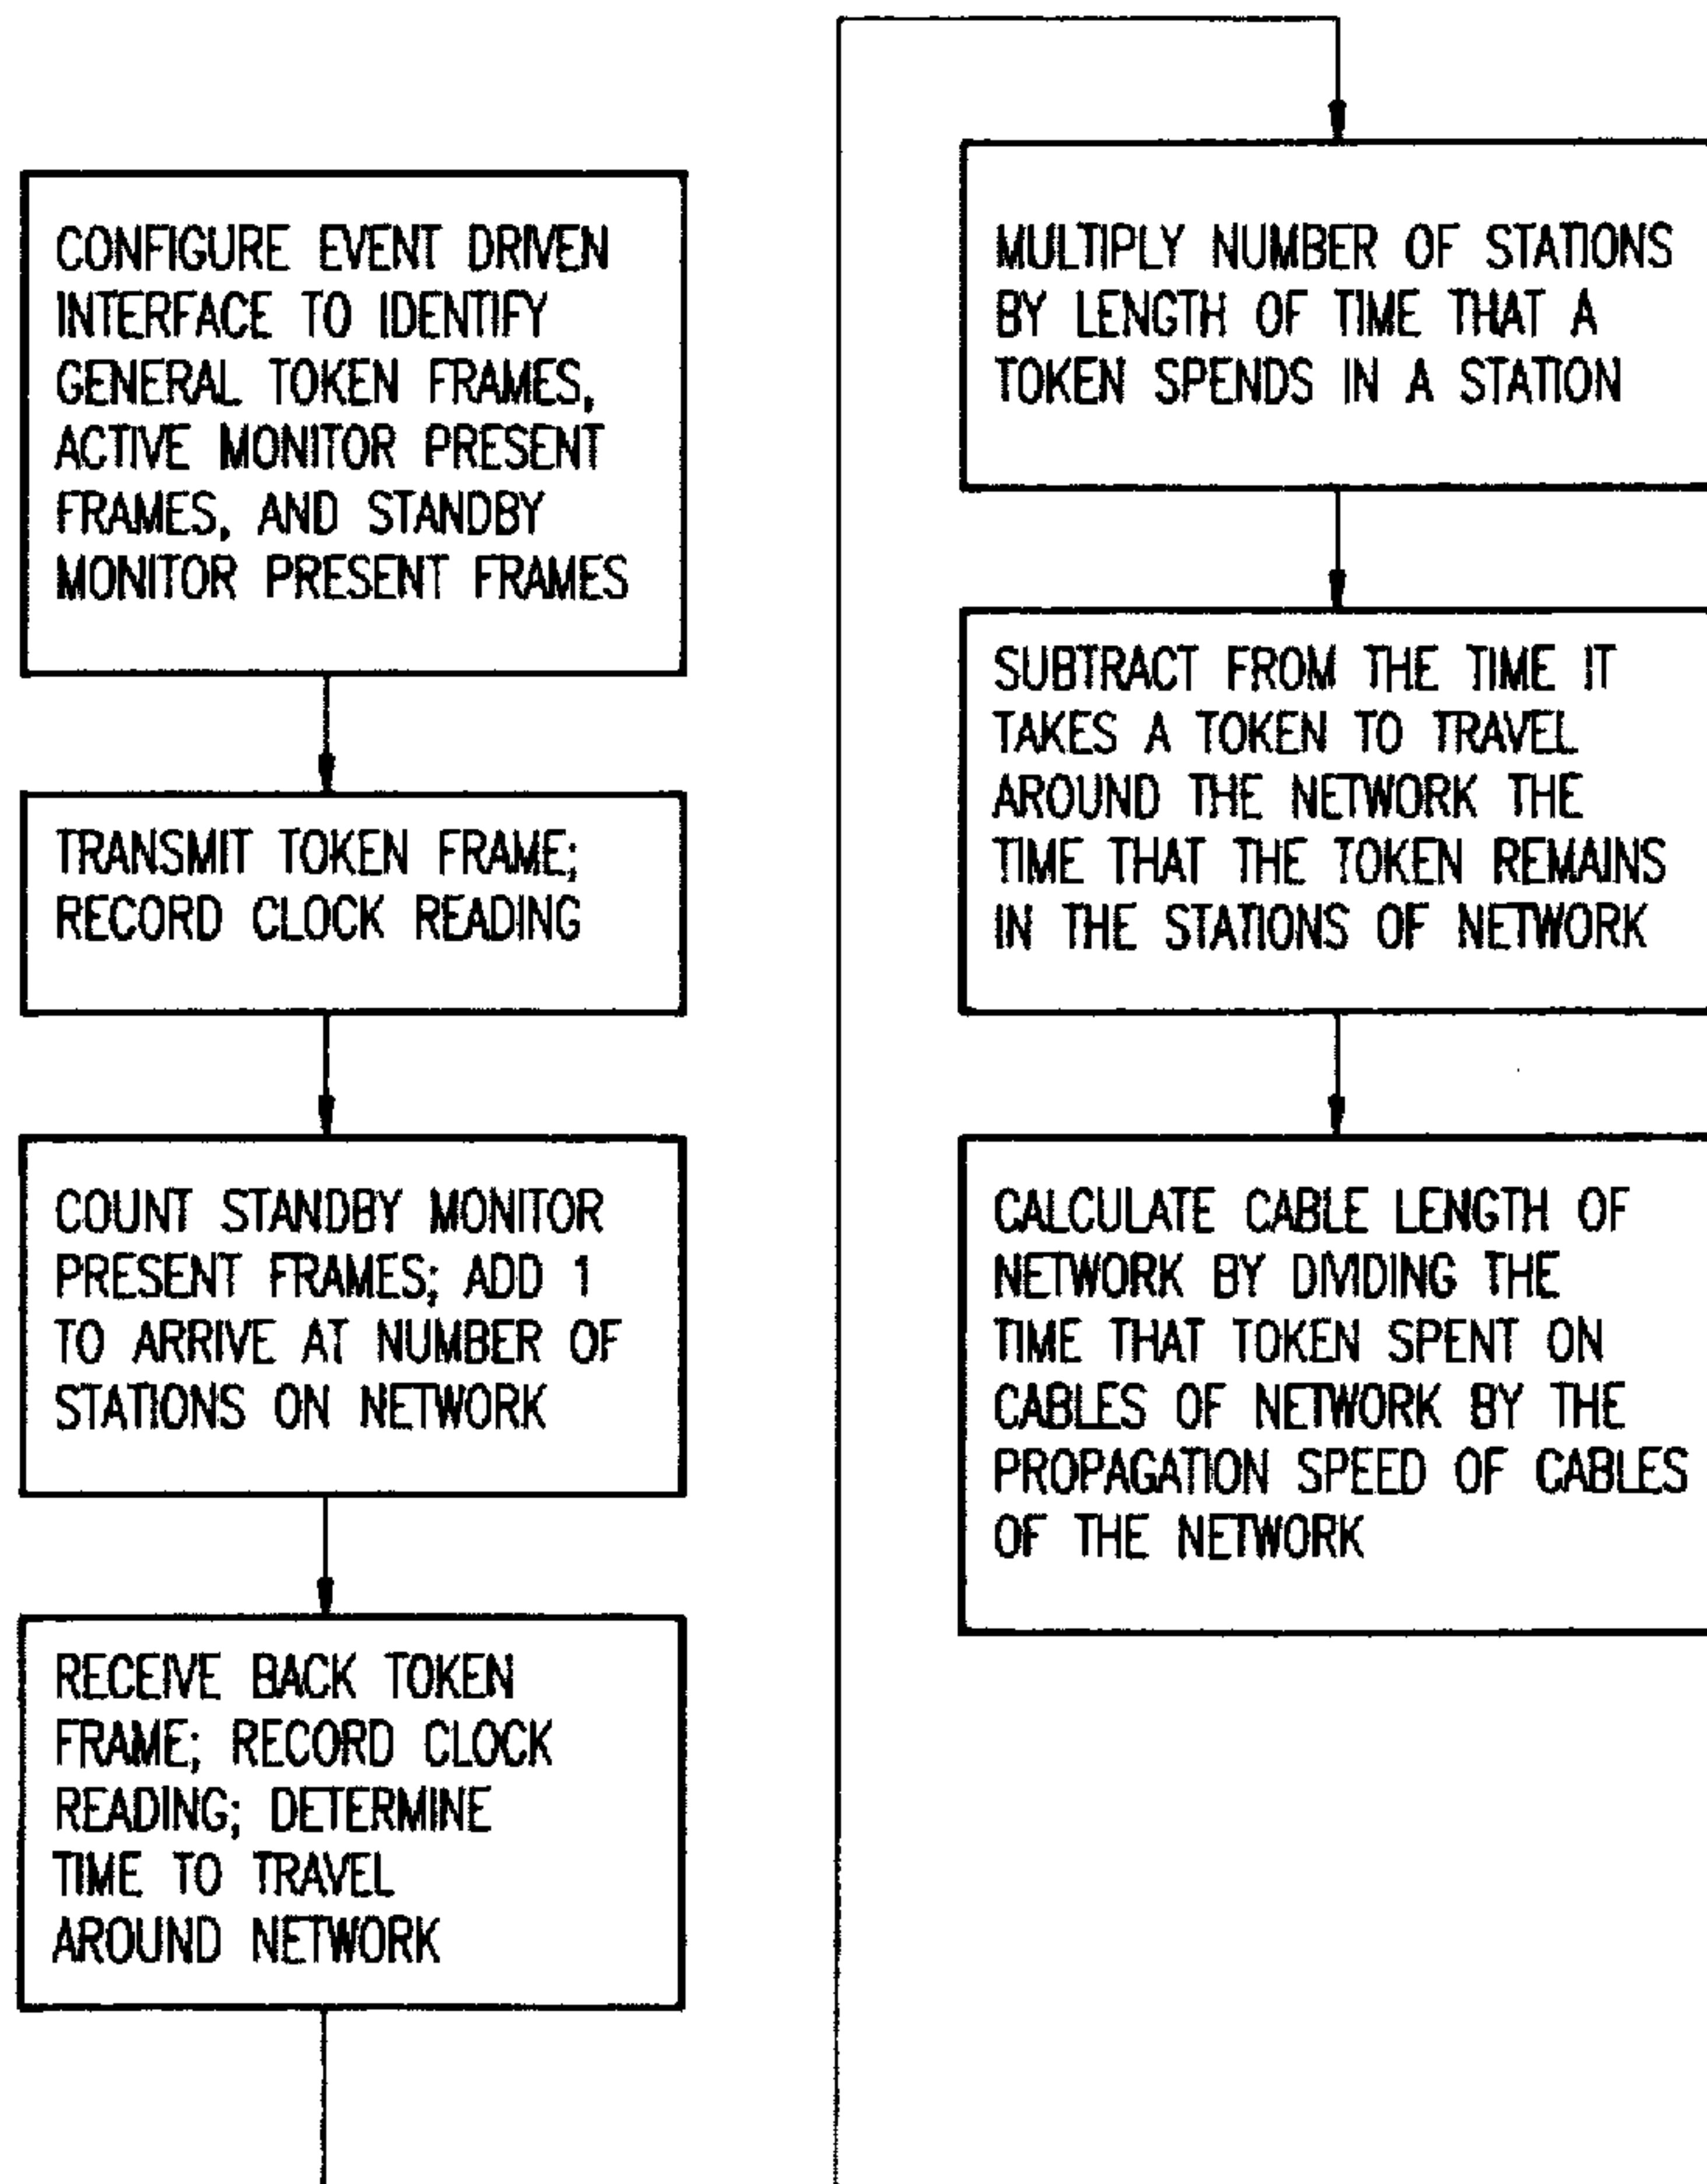 CONFIGURE EVENT DRIVEN
INTERFACE TO IDENTIFY
GENERAL TOKEN FRAMES,
ACTIVE MONITOR PRESENT
FRAMES, AND STANDBY
MONITOR PRESENT FRAMES
TRANSMIT TOKEN FRAME;
RECORD CLOCK READING
COUNT STANDBY MONITOR
PRESENT FRAMES; ADD 1
TO ARRIVE AT NUMBER OF
STATIONS ON NETWORK
RECEIVE BACK TOKEN
FRAME; RECORD CLOCK
READING; DETERMINE
TIME TO TRAVEL
AROUND NETWORK
MULTIPLY NUMBER OF STATIONS
BY LENGTH OF TIME THAT A
TOKEN SPENDS IN A STATION
SUBTRACT FROM THE TIME IT
TAKES A TOKEN TO TRAVEL
AROUND THE NETWORK THE
TIME THAT THE TOKEN REMAINS
IN THE STATIONS OF NETWORK
CALCULATE CABLE LENGTH OF
NETWORK BY DIVIDING THE
TIME THAT TOKEN SPENT ON
CABLES OF NETWORK BY THE
PROPAGATION SPEED OF CABLES
OF THE NETWORK